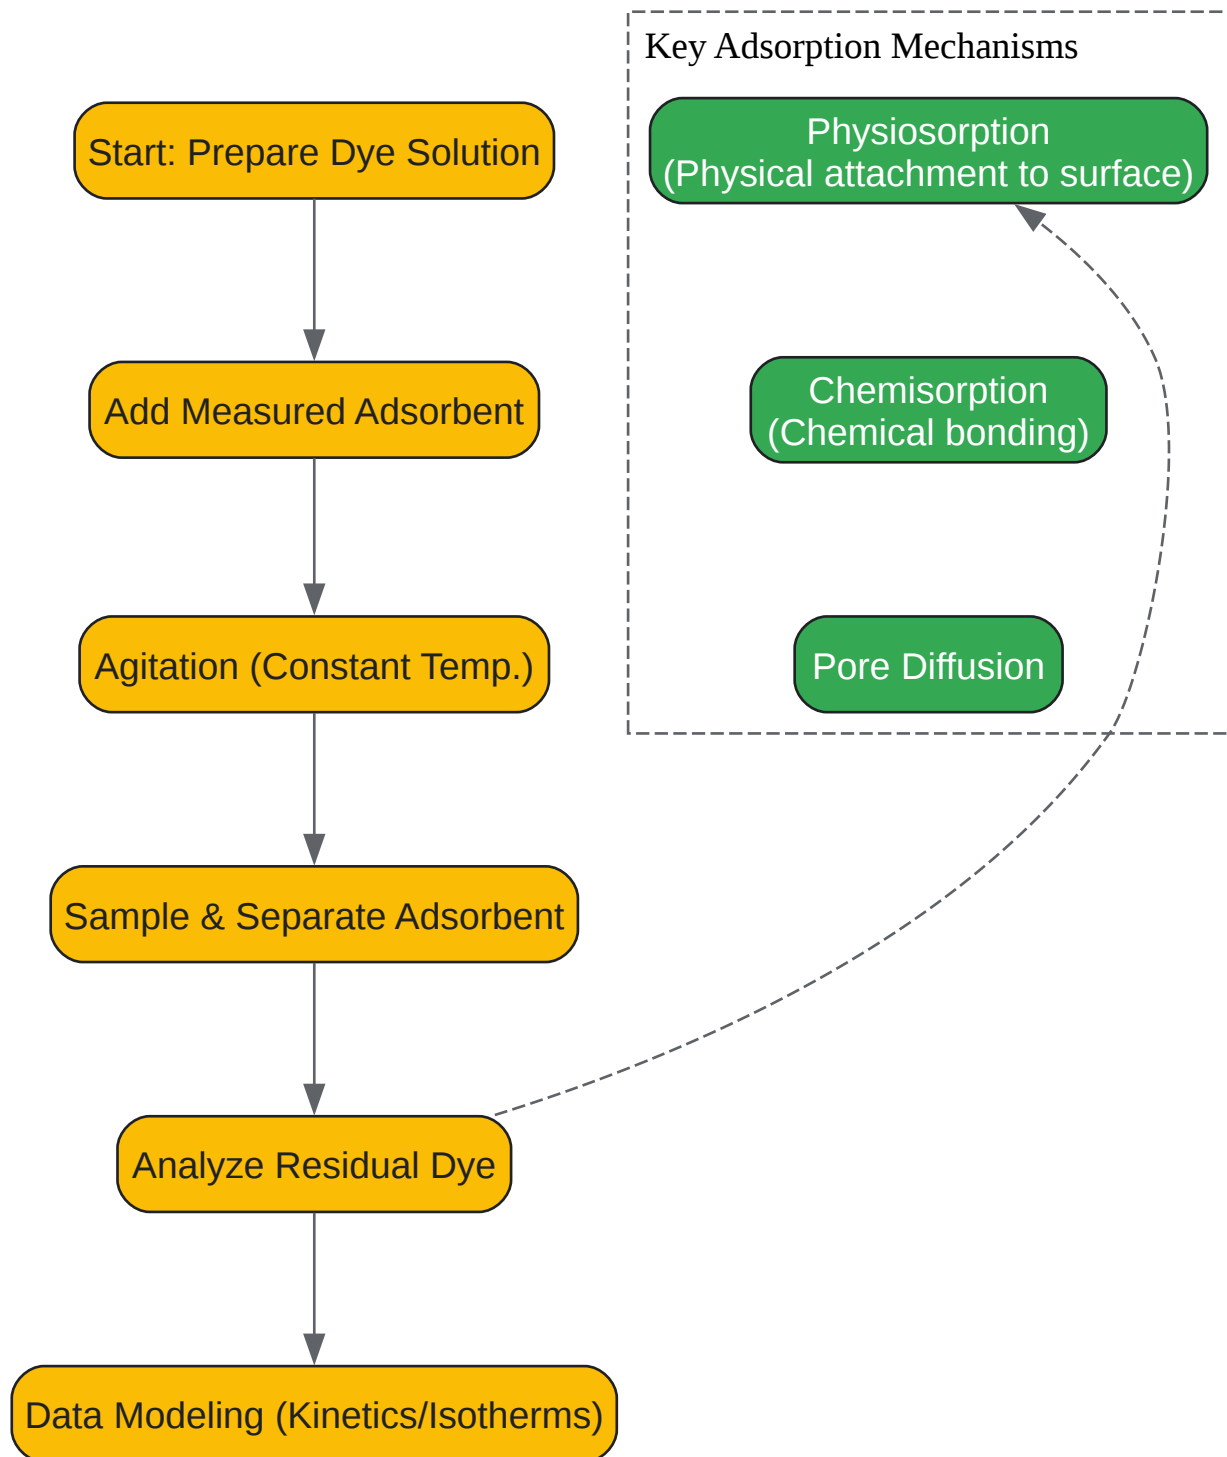 Key Adsorption Mechanisms
Start: Prepare Dye Solution
Physiosorption
(Physical attachment to surface)
Add Measured Adsorbent
Chemisorption
(Chemical bonding)
Agitation (Constant Temp.)
Pore Diffusion
Sample & Separate Adsorbent
Analyze Residual Dye
Data Modeling (Kinetics/Isotherms)